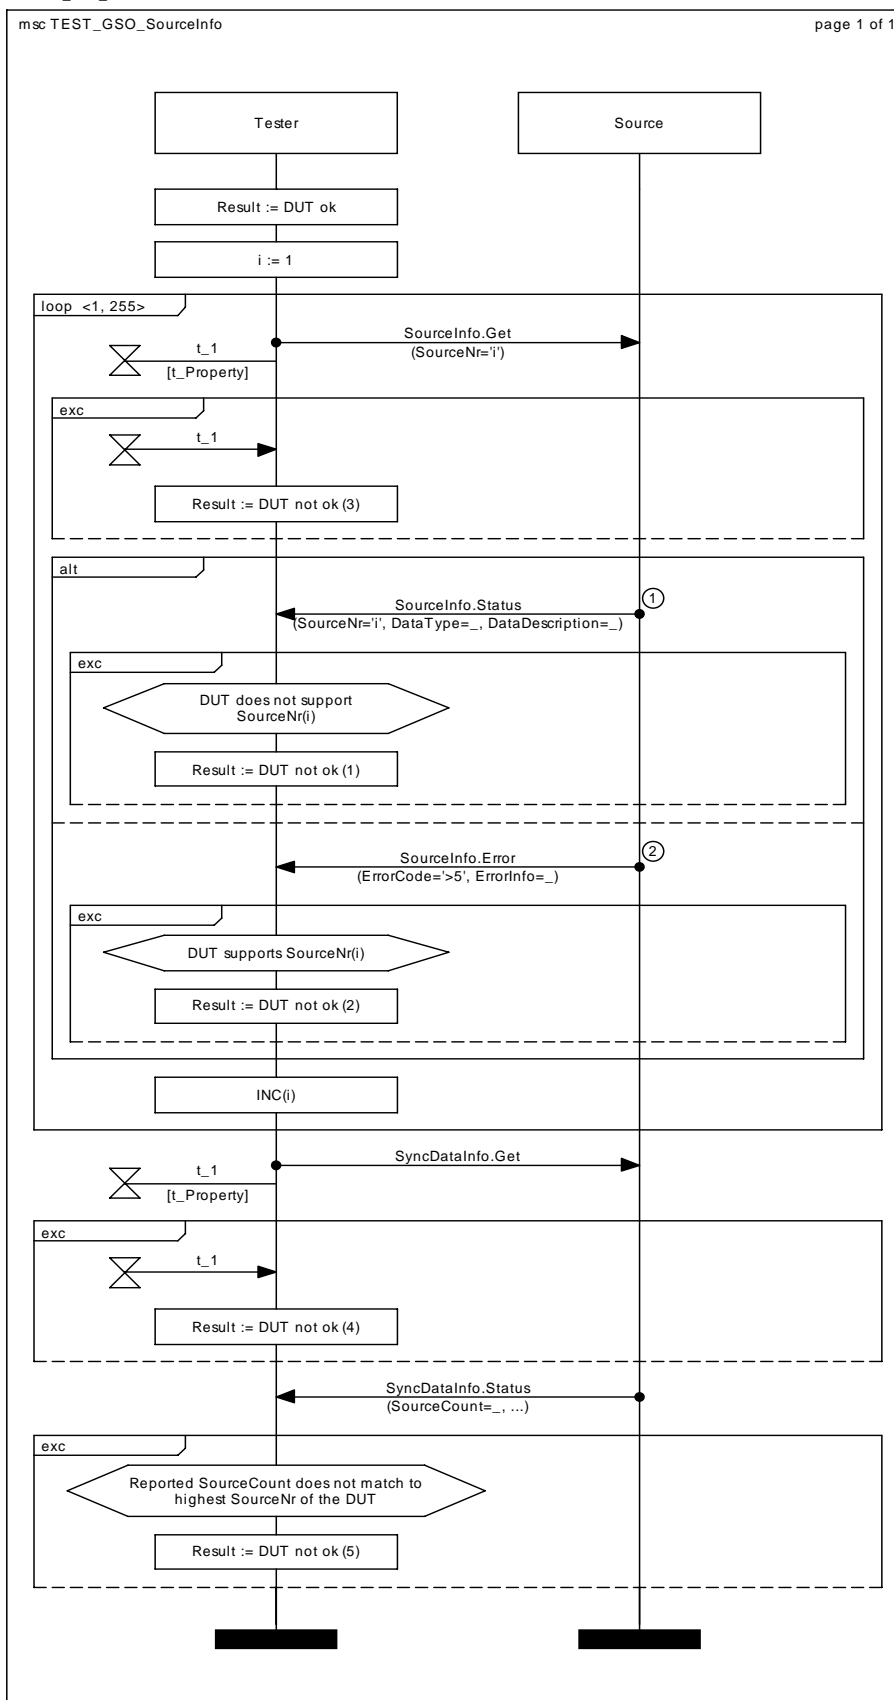 msc TEST_GSO_SourceInfo
page 1 of 1
Tester
Source
Result := DUT ok
i := 1
loop <1, 255>
SourceInfo.Get
(SourceNr='i')
t_1
[t_Property]
exc
t_1
Result := DUT not ok (3)
alt
1
SourceInfo.Status
(SourceNr='i', DataType=_, DataDescription=_)
exc
DUT does not support
SourceNr(i)
Result := DUT not ok (1)
2
SourceInfo.Error
(ErrorCode='>5', ErrorInfo=_)
exc
DUT supports SourceNr(i)
Result := DUT not ok (2)
INC(i)
SyncDataInfo.Get
t_1
[t_Property]
exc
t_1
Result := DUT not ok (4)
SyncDataInfo.Status
(SourceCount=_, ...)
exc
Reported SourceCount does not match to
highest SourceNr of the DUT
Result := DUT not ok (5)